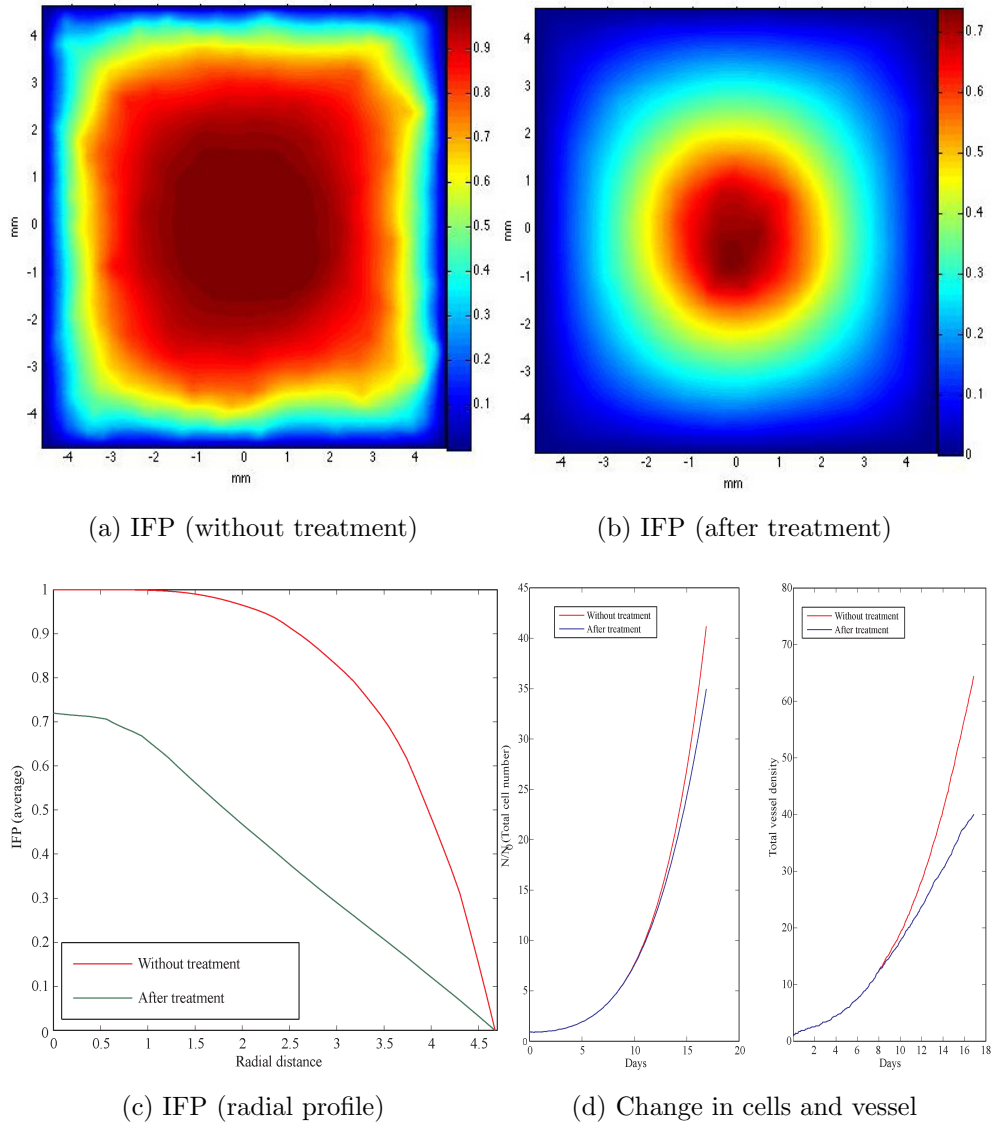 4
3
2
1
0
-1
-2
-3
-4
mm
-4 -3 -2 -1 0 1 2 3 4
mm
0.9
0.8
0.7
0.6
0.5
0.4
0.3
0.2
0.1
(a) IFP (without treatment)
4
3
2
1
0
-1
-2
-3
-4
mm
-4 -3 -2 -1 0 1 2 3 4
mm
0.7
0.6
0.5
0.4
0.3
0.2
0.1
0
(b) IFP (after treatment)
1
0.9
0.8
0.7
0.6
0.5
0.4
0.3
0.2
0.1
0
IFP (average)
Without treatment
After treatment
0 0.5 1 1.5 2 2.5 3 3.5 4 4.5
Radial distance
(c) IFP (radial profile)
45
40
35
30
25
20
15
10
5
0
N/N0 (Total cell number)
Without treatment
After treatment
0 5 10 15 20
Days
80
70
60
50
40
30
20
10
0
Total vessel density
Without treatment
After treatment
2 4 6 8 10 12 14 16 18
Days
(d) Change in cells and vessel